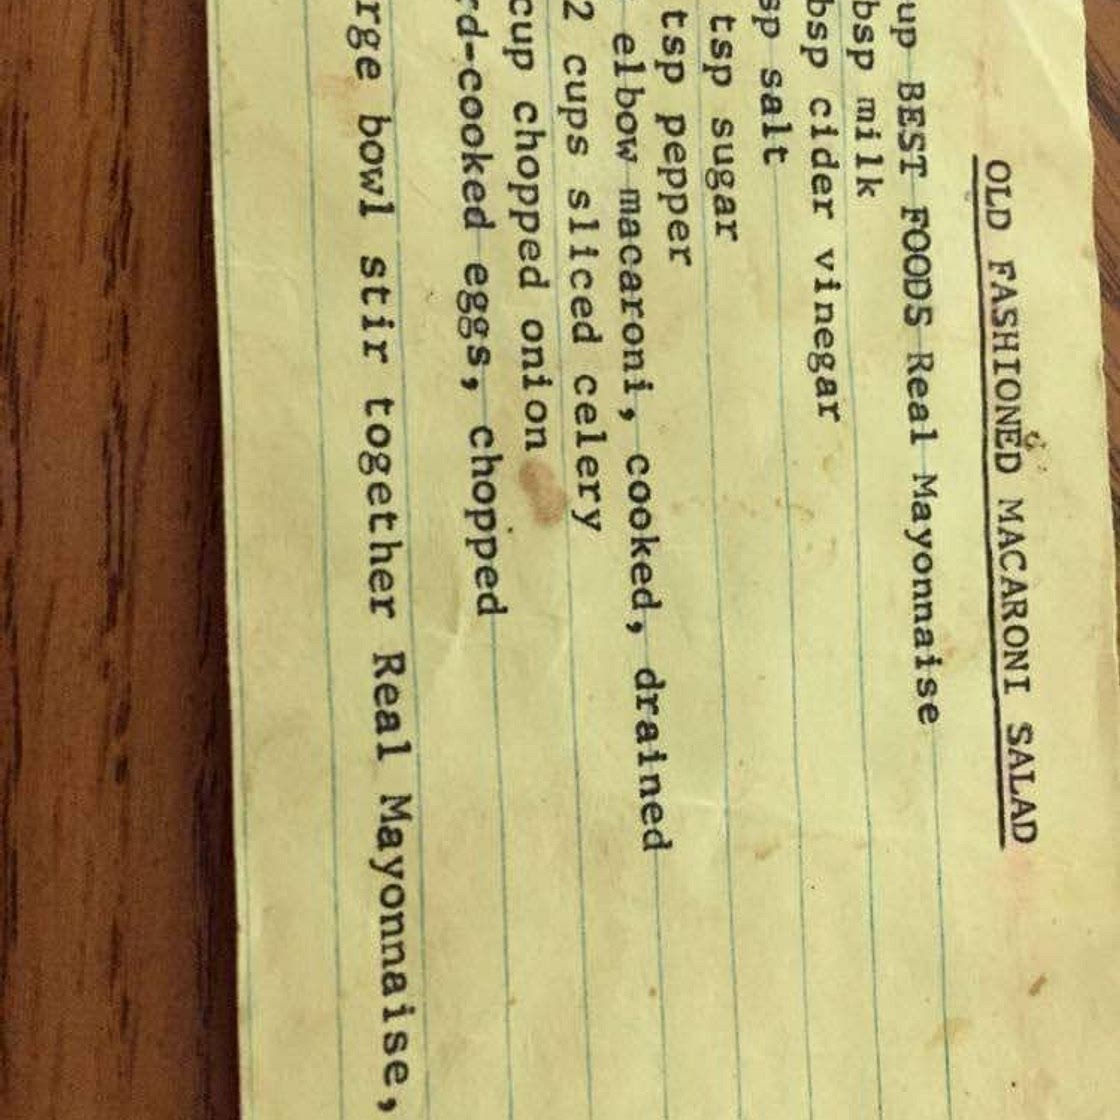 OLD FASHIONED MACARONI SALAD
up BEST FOODS Real Mayonnaise
bsp milk
bsp cider vinegar
sp salt
tsp sugar
tsp pepper
elbow macaroni, cooked, drained
2 cups sliced celery
cup chopped onion
rd-cooked eggs, chopped
rge bowl stir together Real Mayonnaise,